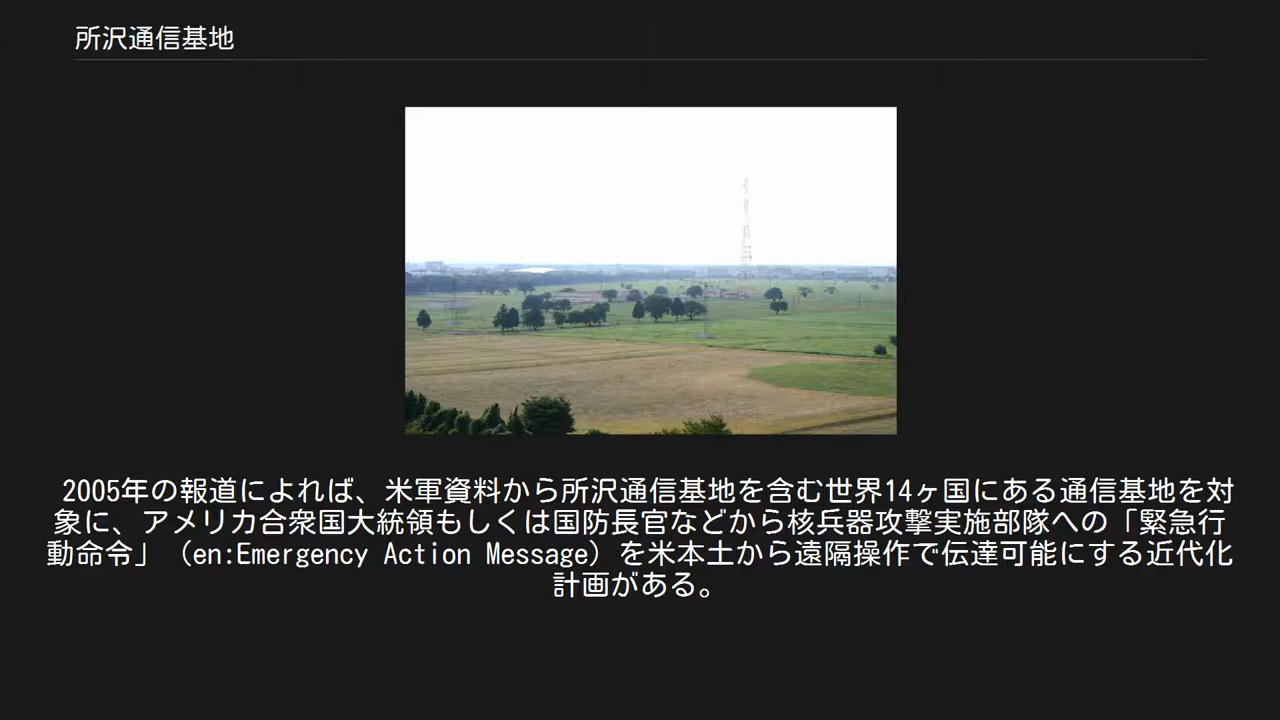 所沢通信基地
2005年の報道によれば、米軍資料から所沢通信基地を含む世界14ヶ国にある通信基地を対
象に、アメリカ合衆国大統領もしくは国防長官などから核兵器攻撃実施部隊への「緊急行
動命令」（en:Emergency Action Message）を米本土から遠隔操作で伝達可能にする近代化
計画がある。